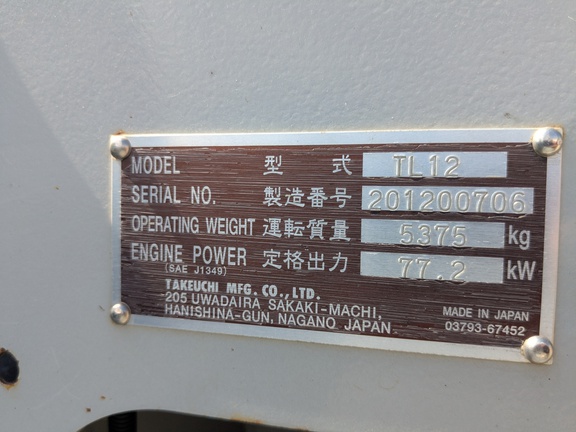 MODEL 型式 TL12
SERIAL NO. 製造番号 201200706
OPERATING WEIGHT 運転質量 5375 kg
ENGINE POWER 定格出力 77.2 kW
(SAE J1349)
TAKEUCHI MFG. CO., LTD.
205 UWADAIRA SAKAKI-MACHI,
HANISHINA-GUN, NAGANO JAPAN
MADE IN JAPAN
03793-67452